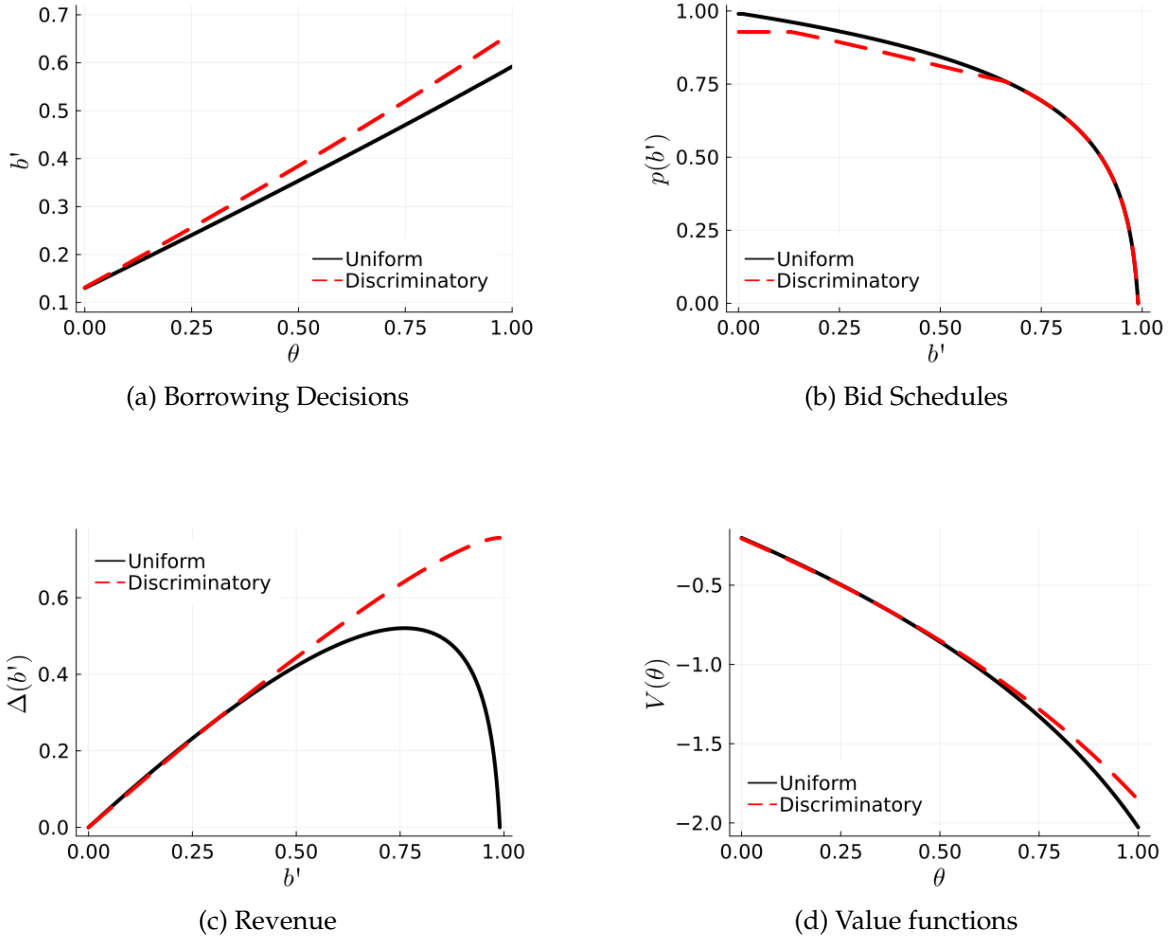 0.7
0.6
0.5
0.4
0.3
0.2
0.1
b'
Uniform
Discriminatory
0.00 0.25 0.50 0.75 1.00
θ
(a) Borrowing Decisions
1.00
0.75
0.50
0.25
0.00
p(b')
Uniform
Discriminatory
0.00 0.25 0.50 0.75 1.00
b'
(b) Bid Schedules
Uniform
Discriminatory
0.6
0.4
0.2
0.0
Δ(b')
0.00 0.25 0.50 0.75 1.00
b'
(c) Revenue
−0.5
−1.0
−1.5
−2.0
V(θ)
Uniform
Discriminatory
0.00 0.25 0.50 0.75 1.00
θ
(d) Value functions